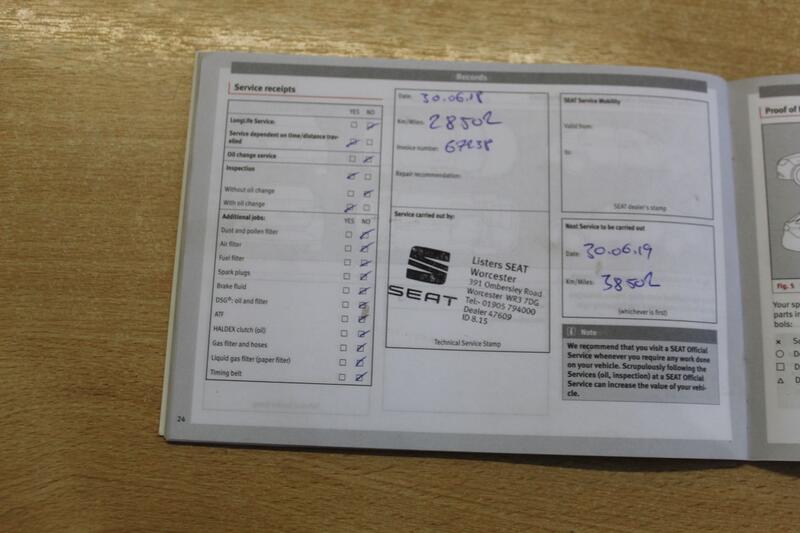 Records
Service receipts
YES NO
LongLife Service:
Service dependent on time/distance trav-
elled
Oil change service
Inspection
Without oil change
With oil change
Additional jobs: YES NO
Dust and pollen filter
Air filter
Fuel filter
Spark plugs
Brake fluid
DSG®: oil and filter
ATF
HALDEX clutch (oil)
Gas filter and hoses
Liquid gas filter (paper filter)
Timing belt
24
Date: 30.06.18
Km/Miles: 28502
Invoice number: 67238
Repair recommendation:
Service carried out by:
SEAT
Listers SEAT
Worcester
391 Ombersley Road
Worcester WR3 7DG
Tel:- 01905 794000
Dealer 47609
ID 8.15
Technical Service Stamp
SEAT Service Mobility
Valid from:
to:
SEAT dealer's stamp
Next Service to be carried out
Date: 30.06.19
Km/Miles: 38502
(whichever is first)
i Note
We recommend that you visit a SEAT Official
Service whenever you require any work done
on your vehicle. Scrupulously following the
Services (oil, inspection) at a SEAT Official
Service can increase the value of your vehi-
cle.
Proof of
Fig. 5
Your sp
parts in
bols: